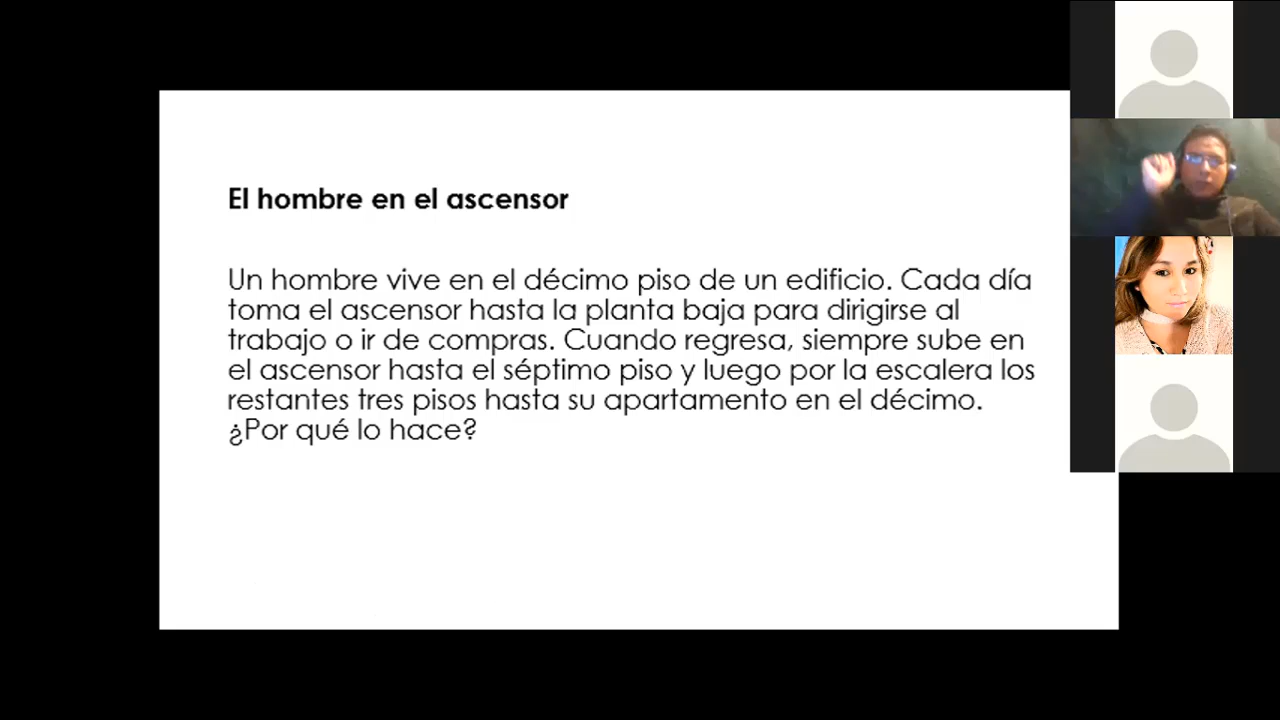 El hombre en el ascensor
Un hombre vive en el décimo piso de un edificio. Cada día
toma el ascensor hasta la planta baja para dirigirse al
trabajo o ir de compras. Cuando regresa, siempre sube en
el ascensor hasta el séptimo piso y luego por la escalera los
restantes tres pisos hasta su apartamento en el décimo.
¿Por qué lo hace?